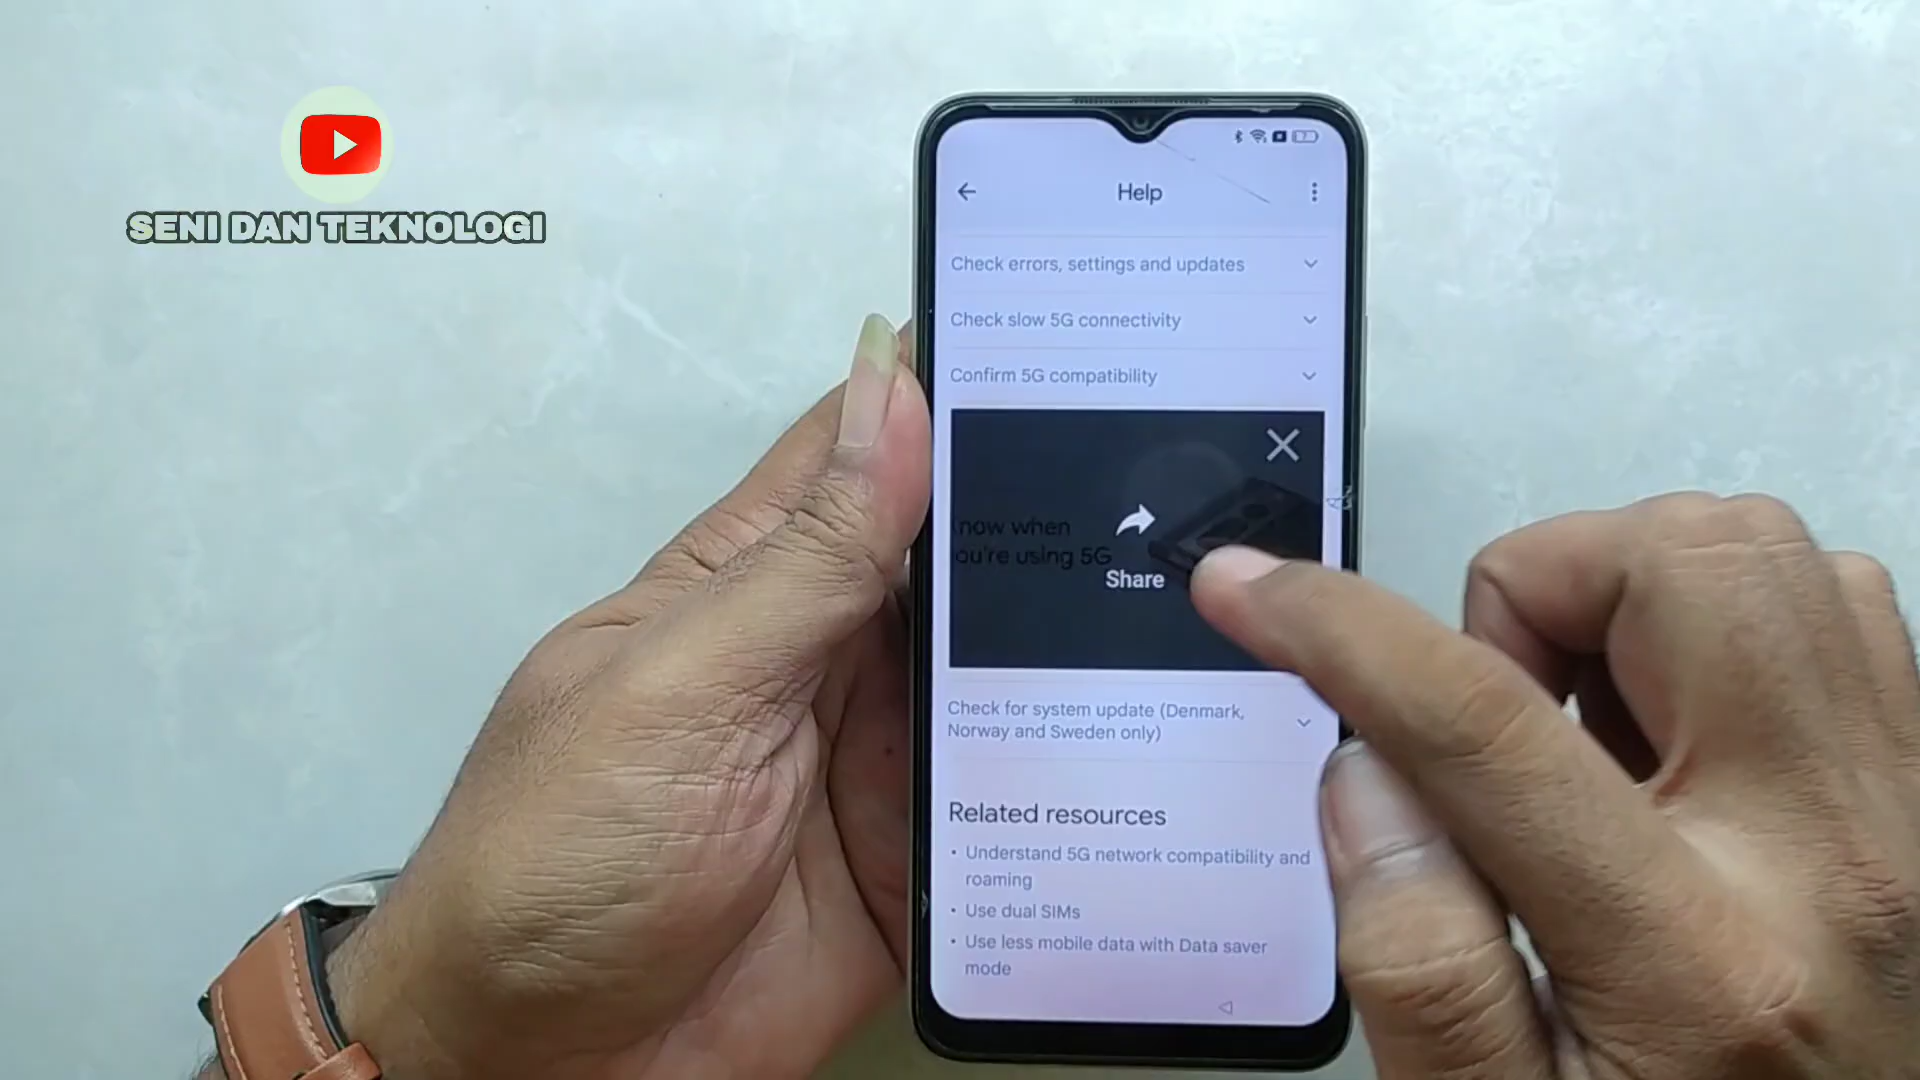 SENI DAN TEKNOLOGI
7
Help
Check errors, settings and updates
Check slow 5G connectivity
Confirm 5G compatibility
now when
ou're using 5G
Share
Check for system update (Denmark,
Norway and Sweden only)
Related resources
• Understand 5G network compatibility and
roaming
• Use dual SIMs
• Use less mobile data with Data saver
mode